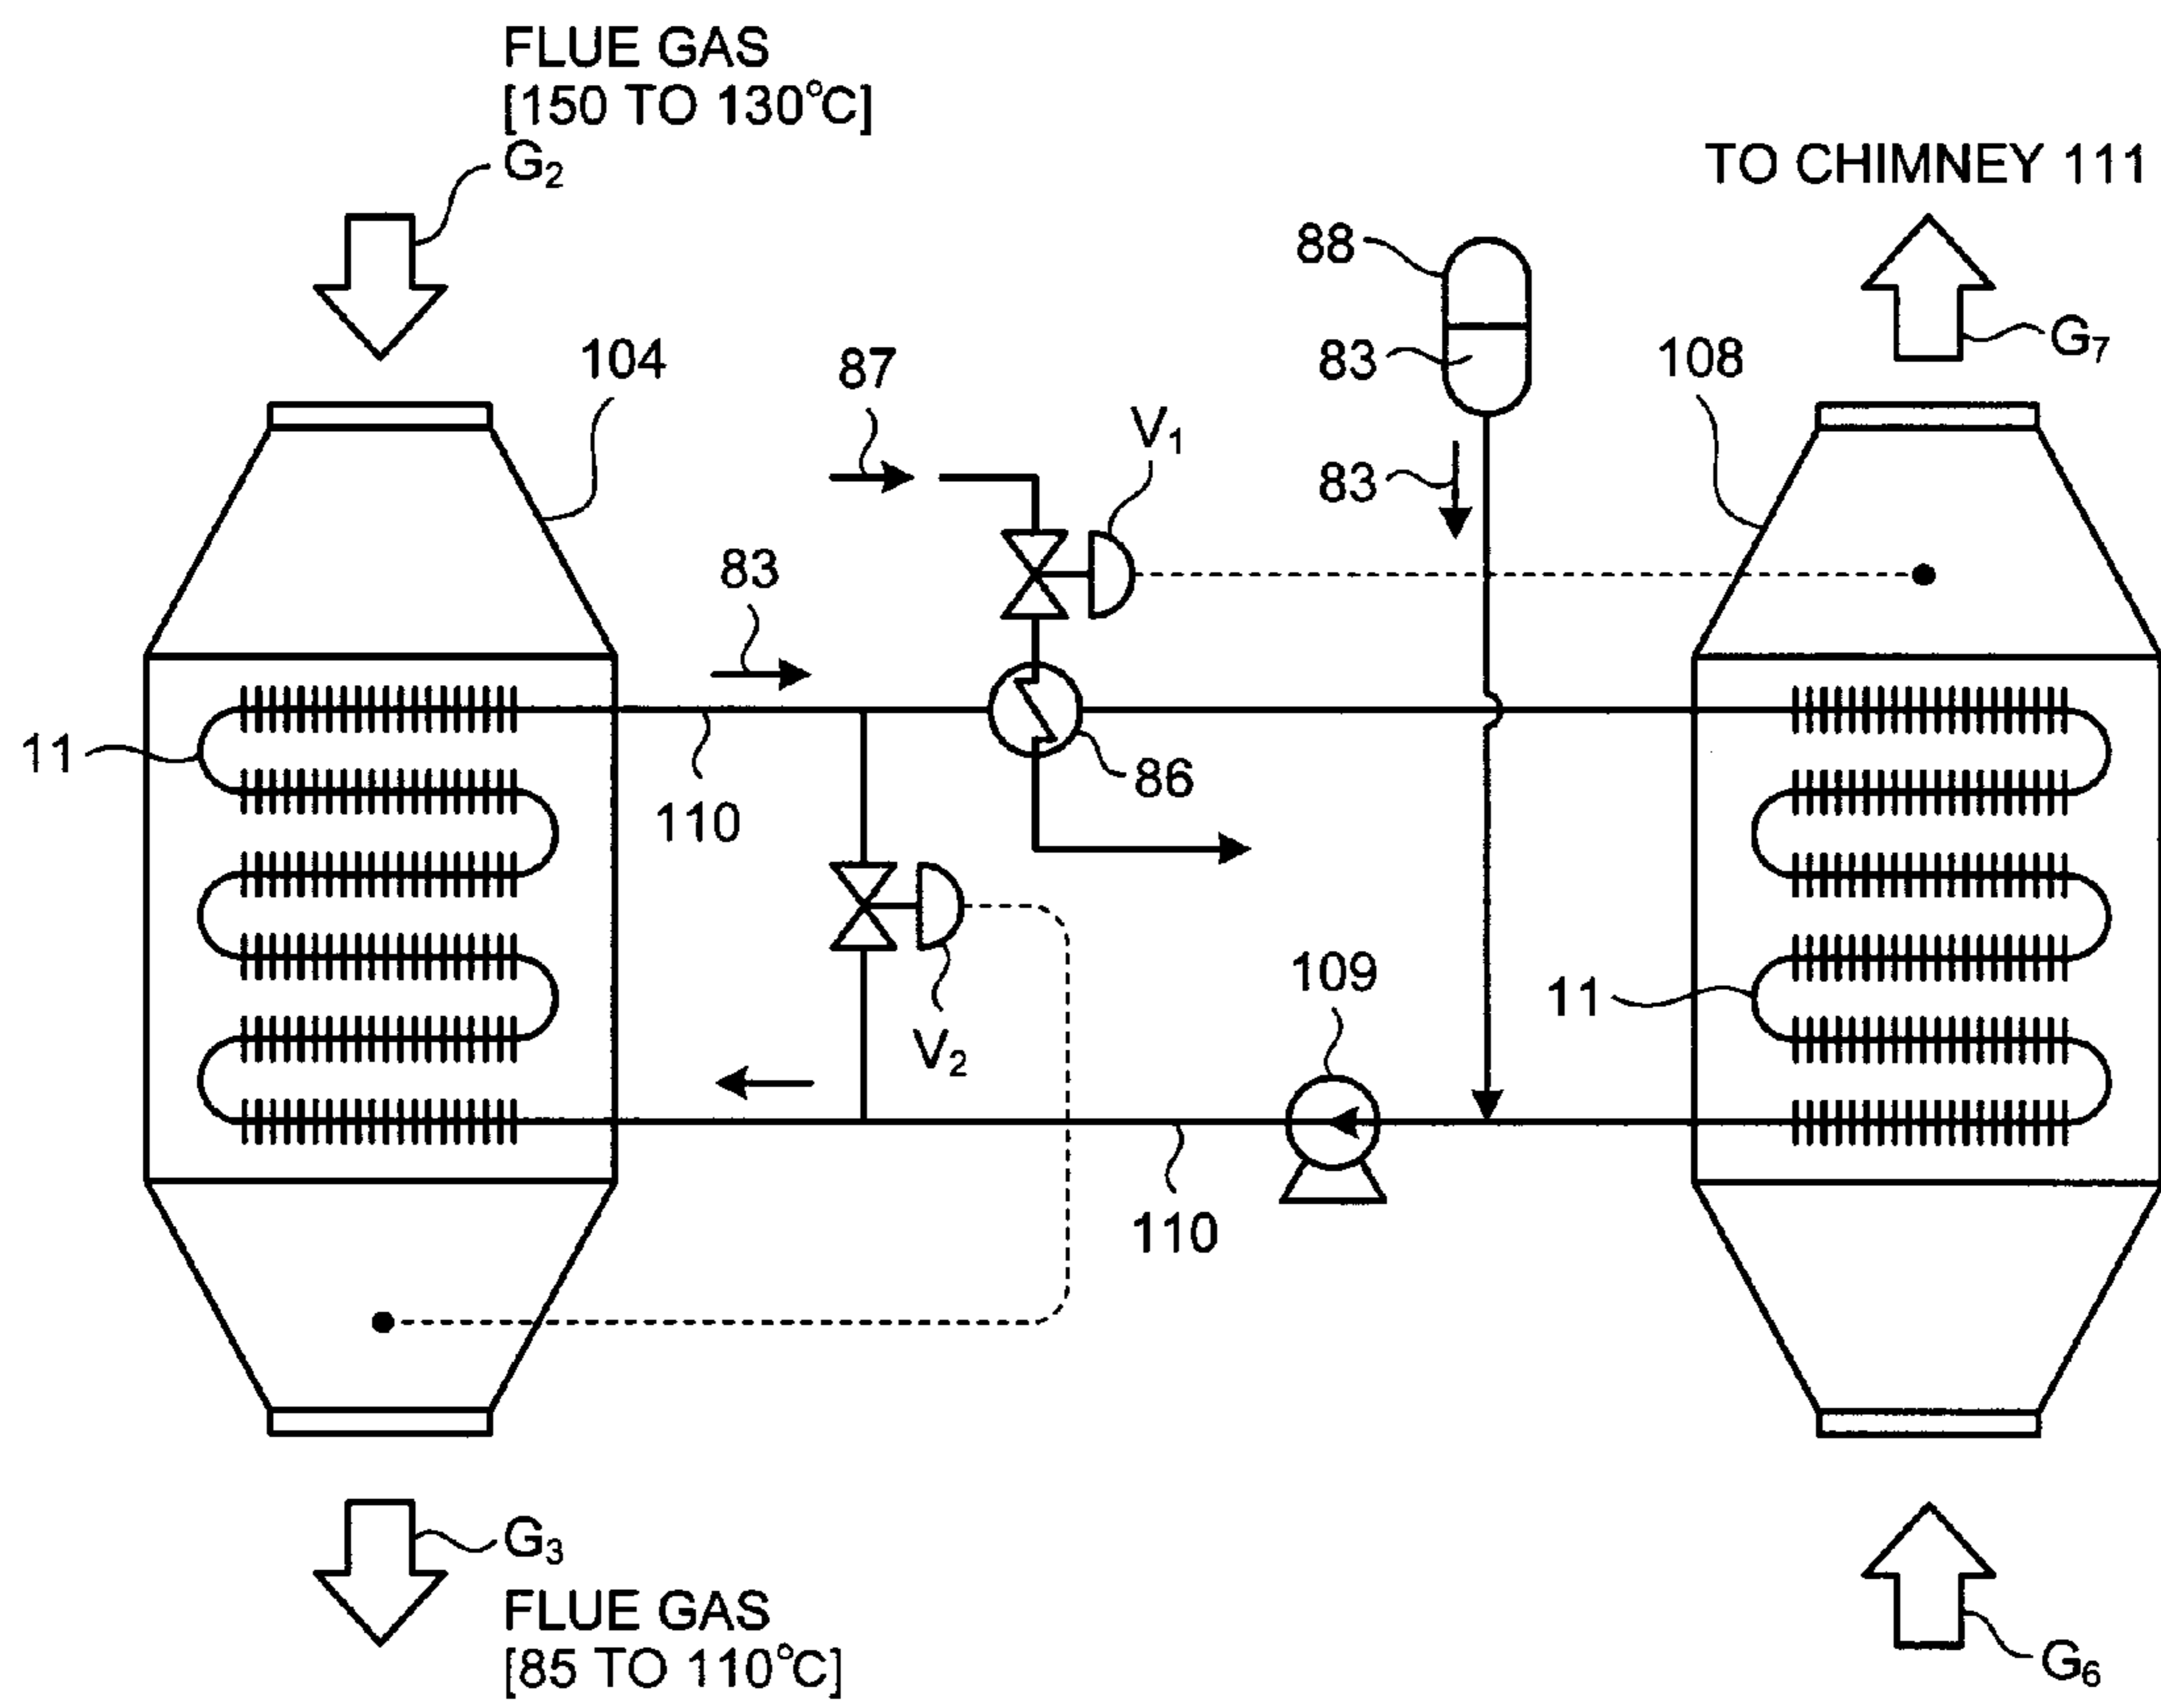 FLUE GAS
[150 TO 130°C]
G2
TO CHIMNEY 111
88
83
G7
104
87
108
V1
83
83
11
86
110
109
11
V2
110
G3
FLUE GAS
[85 TO 110°C]
G6